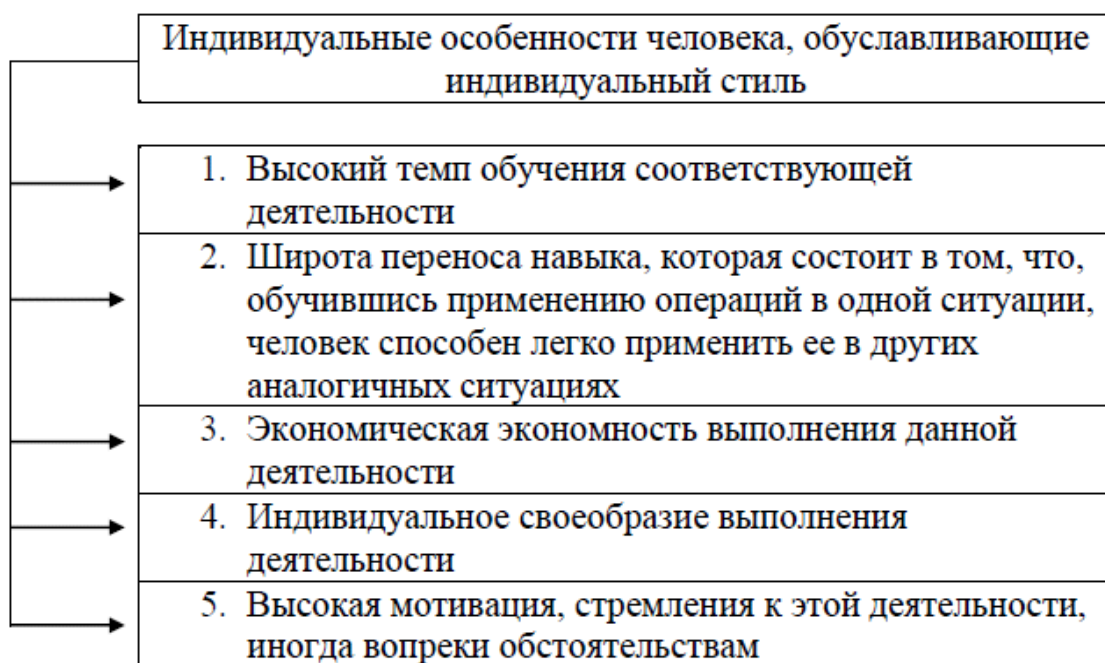 Индивидуальные особенности человека, обуславливающие
индивидуальный стиль
1. Высокий темп обучения соответствующей
деятельности
2. Широта переноса навыка, которая состоит в том, что,
обучившись применению операций в одной ситуации,
человек способен легко применить ее в других
аналогичных ситуациях
3. Экономическая экономность выполнения данной
деятельности
4. Индивидуальное своеобразие выполнения
деятельности
5. Высокая мотивация, стремления к этой деятельности,
иногда вопреки обстоятельствам